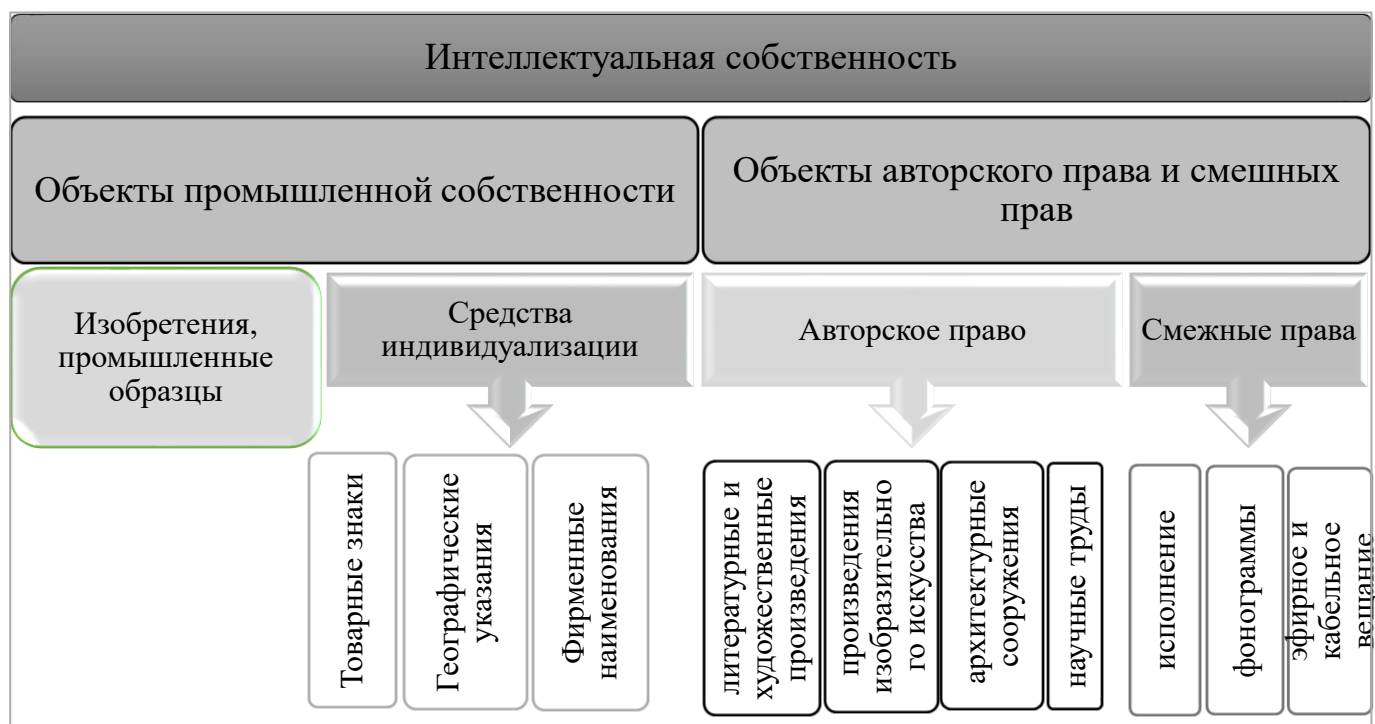 Интеллектуальная собственность
Объекты промышленной собственности
Объекты авторского права и смешных
прав
Изобретения,
промышленные
образцы
Средства
индивидуализации
Авторское право
Смежные права
Товарные знаки
Географические
указания
Фирменные
наименования
литературные и
художественные
произведения
произведения
изобразительно
го искусства
архитектурные
сооружения
научные труды
исполнение
фонограммы
эфирное и
кабельное
вещание